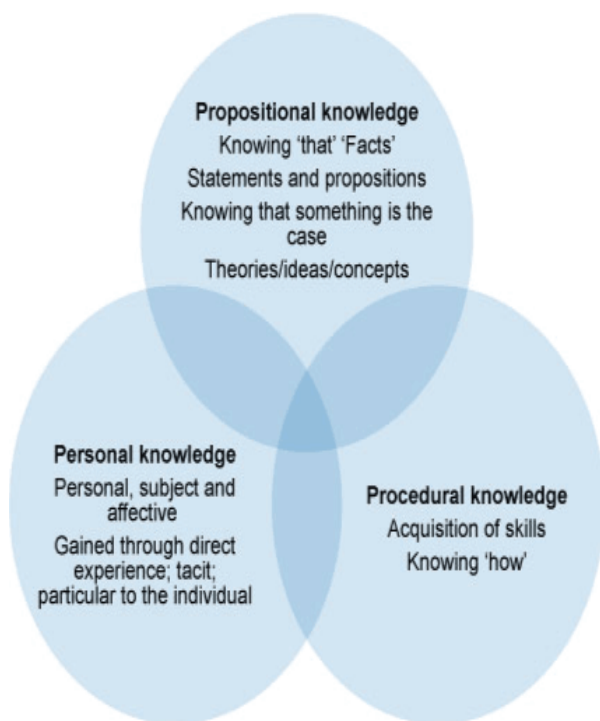 Propositional knowledge
Knowing ‘that’ ‘Facts’
Statements and propositions
Knowing that something is the
case
Theories/ideas/concepts
Personal knowledge
Personal, subject and
affective
Gained through direct
experience; tacit;
particular to the individual
Procedural knowledge
Acquisition of skills
Knowing ‘how’